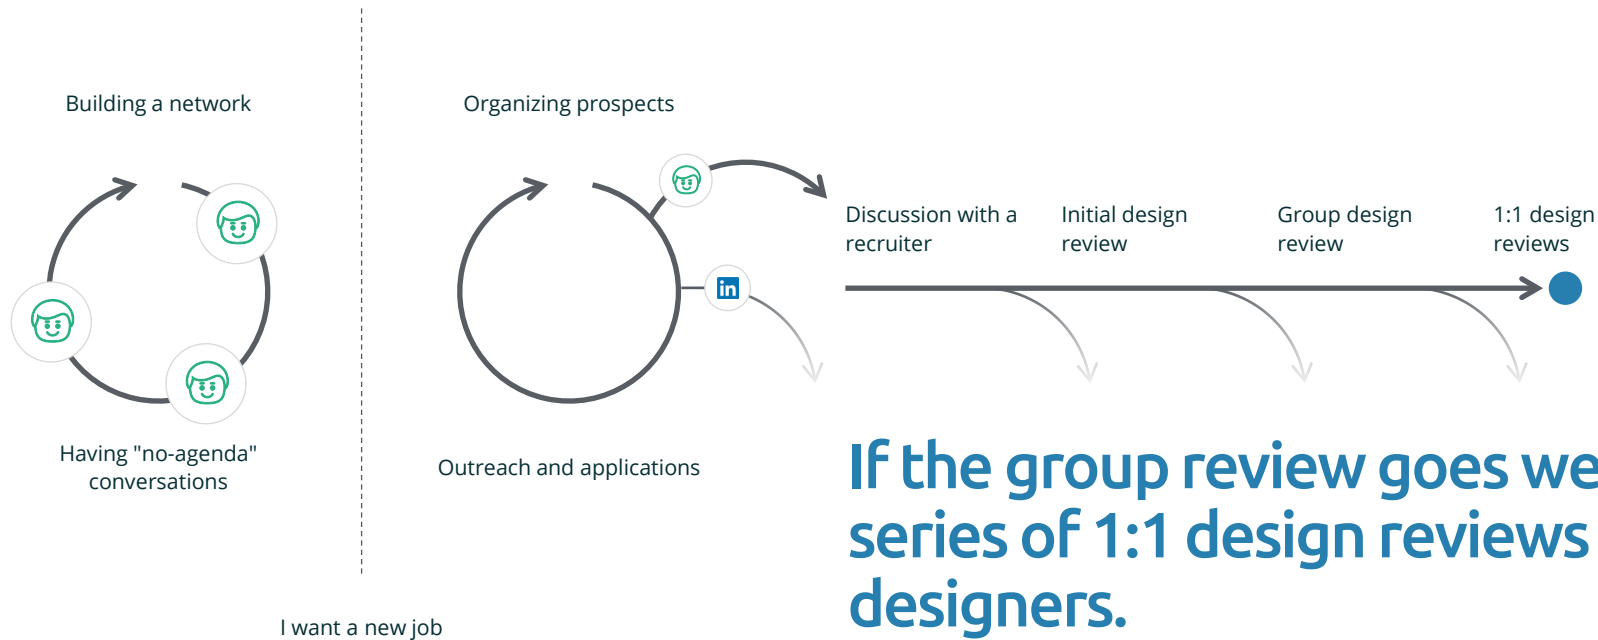 Building a network
Having "no-agenda"
conversations
I want a new job
Organizing prospects
in
Outreach and applications
Discussion with a
recruiter
Initial design
review
Group design
review
1:1 design
reviews
If the group review goes we
series of 1:1 design reviews
designers.